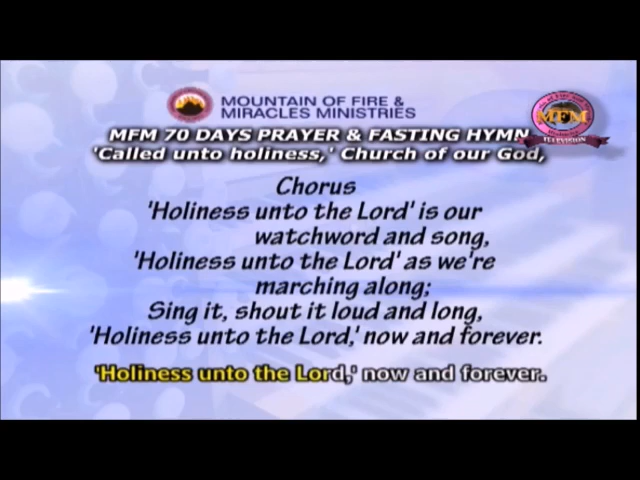 MOUNTAIN OF FIRE &
MIRACLES MINISTRIES
MFM
TELEVISION
MFM 70 DAYS PRAYER & FASTING HYMN
'Called unto holiness,' Church of our God,
Chorus
'Holiness unto the Lord' is our
watchword and song,
'Holiness unto the Lord' as we're
marching along;
Sing it, shout it loud and long,
'Holiness unto the Lord,' now and forever.
'Holiness unto the Lord,' now and forever.